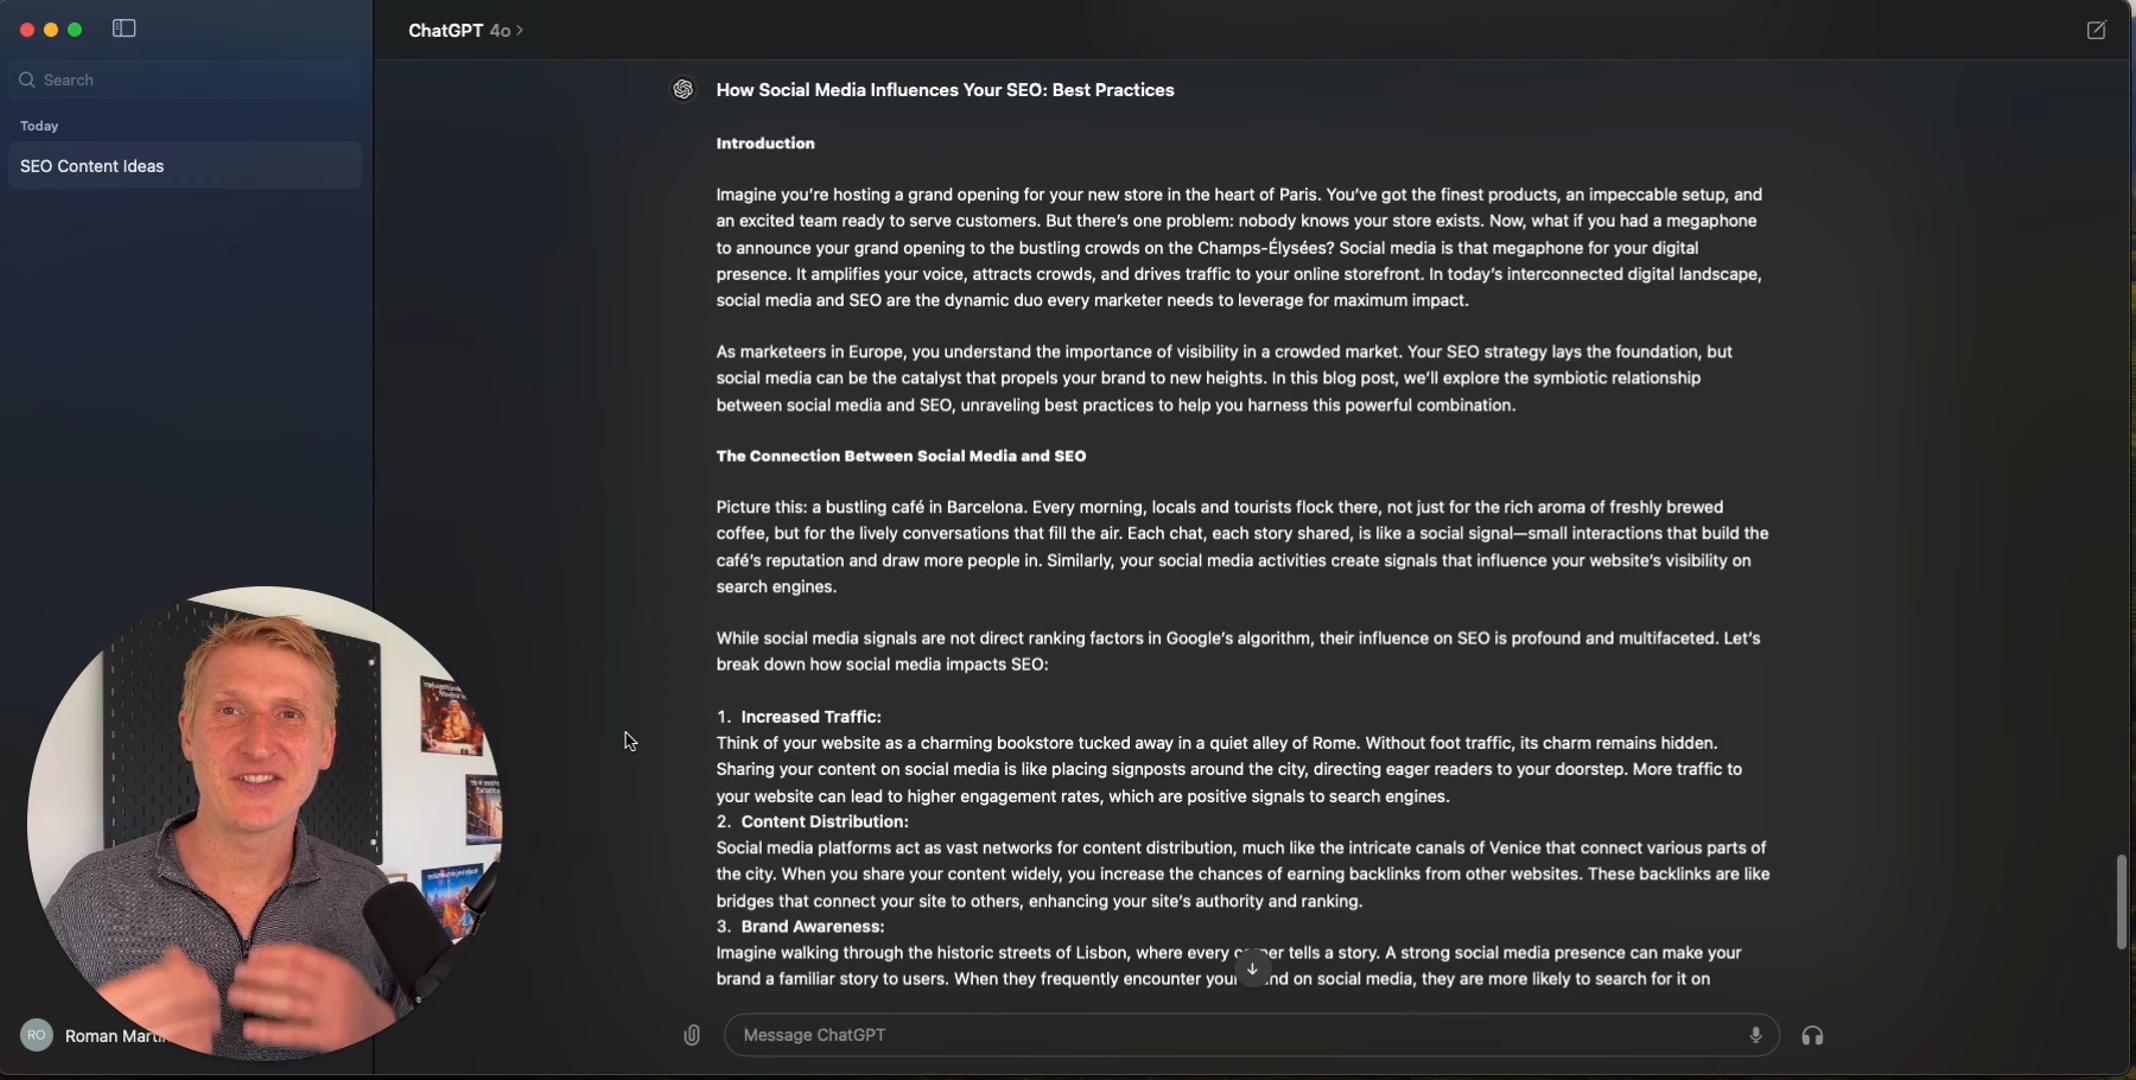 ChatGPT 4o >
Search
Today
SEO Content Ideas
How Social Media Influences Your SEO: Best Practices
Introduction
Imagine you’re hosting a grand opening for your new store in the heart of Paris. You’ve got the finest products, an impeccable setup, and
an excited team ready to serve customers. But there’s one problem: nobody knows your store exists. Now, what if you had a megaphone
to announce your grand opening to the bustling crowds on the Champs-Élysées? Social media is that megaphone for your digital
presence. It amplifies your voice, attracts crowds, and drives traffic to your online storefront. In today’s interconnected digital landscape,
social media and SEO are the dynamic duo every marketer needs to leverage for maximum impact.
As marketeers in Europe, you understand the importance of visibility in a crowded market. Your SEO strategy lays the foundation, but
social media can be the catalyst that propels your brand to new heights. In this blog post, we’ll explore the symbiotic relationship
between social media and SEO, unraveling best practices to help you harness this powerful combination.
The Connection Between Social Media and SEO
Picture this: a bustling café in Barcelona. Every morning, locals and tourists flock there, not just for the rich aroma of freshly brewed
coffee, but for the lively conversations that fill the air. Each chat, each story shared, is like a social signal—small interactions that build the
café’s reputation and draw more people in. Similarly, your social media activities create signals that influence your website’s visibility on
search engines.
While social media signals are not direct ranking factors in Google’s algorithm, their influence on SEO is profound and multifaceted. Let’s
break down how social media impacts SEO:
1. Increased Traffic:
Think of your website as a charming bookstore tucked away in a quiet alley of Rome. Without foot traffic, its charm remains hidden.
Sharing your content on social media is like placing signposts around the city, directing eager readers to your doorstep. More traffic to
your website can lead to higher engagement rates, which are positive signals to search engines.
2. Content Distribution:
Social media platforms act as vast networks for content distribution, much like the intricate canals of Venice that connect various parts of
the city. When you share your content widely, you increase the chances of earning backlinks from other websites. These backlinks are like
bridges that connect your site to others, enhancing your site’s authority and ranking.
3. Brand Awareness:
Imagine walking through the historic streets of Lisbon, where every tells a story. A strong social media presence can make your
brand a familiar story to users. When they frequently encounter on social media, they are more likely to search for it on
RO Roman
Message ChatGPT